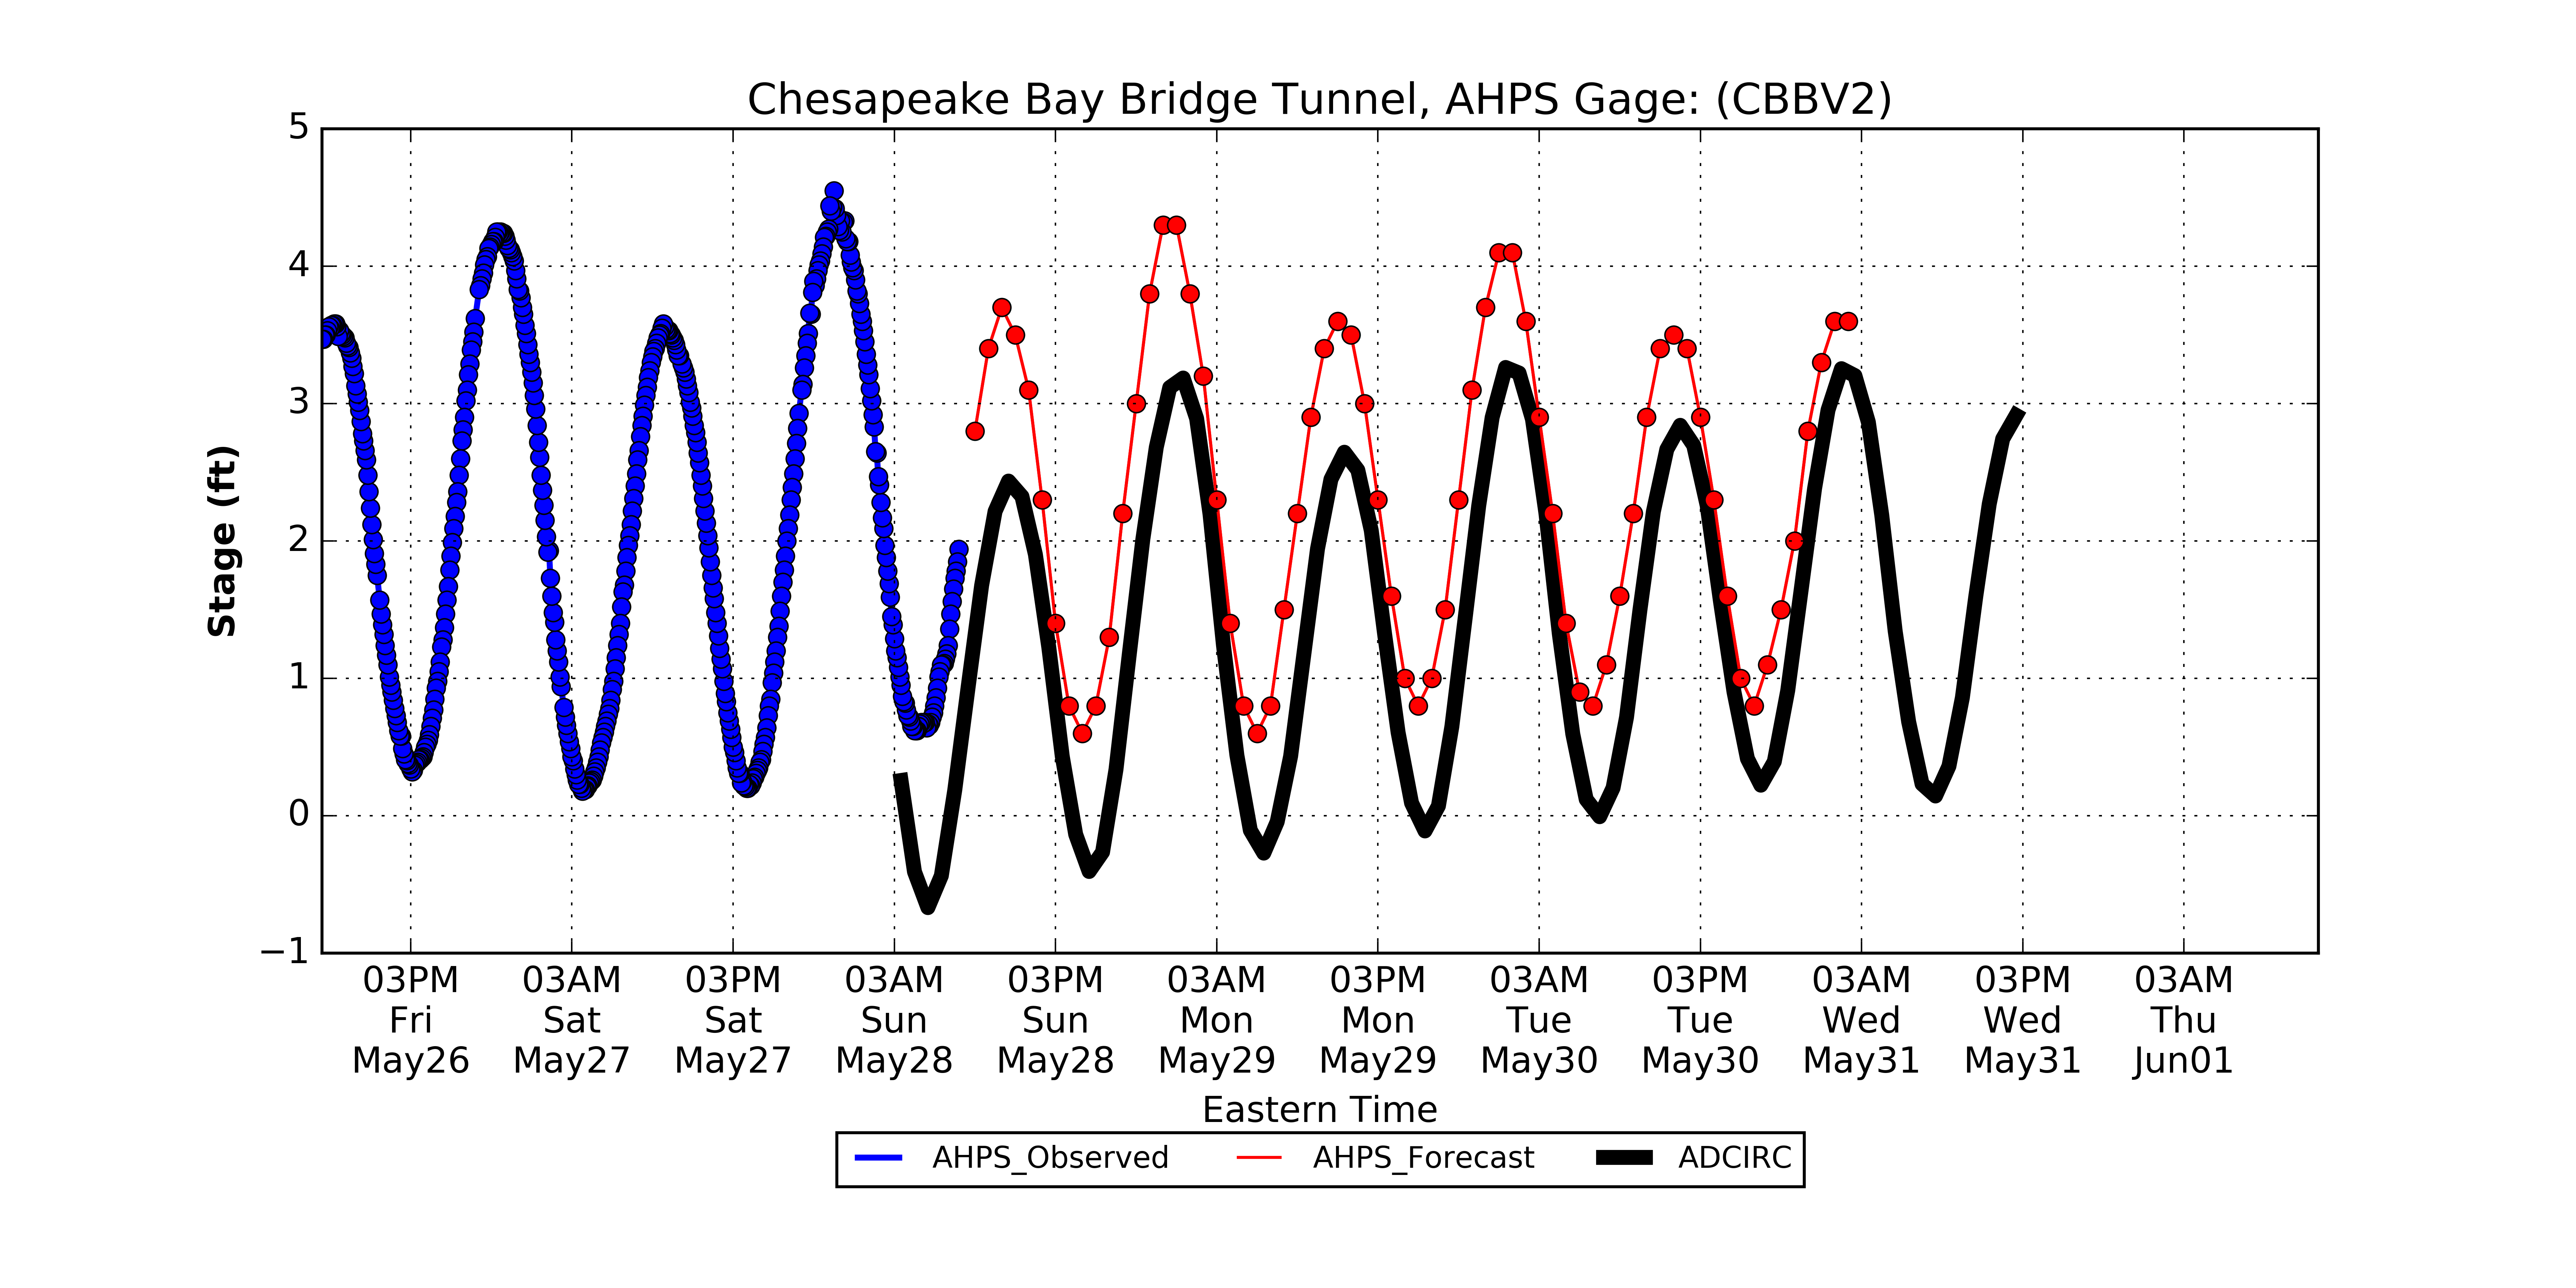 Chesapeake Bay Bridge Tunnel, AHPS Gage: (CBBV2)
5
4
3
2
1
0
−1
Stage (ft)
03PM 03AM 03PM 03AM 03PM 03AM 03PM 03AM 03PM 03AM 03PM 03AM
Fri Sat Sat Sun Sun Mon Mon Tue Tue Wed Wed Thu
May26 May27 May27 May28 May28 May29 May29 May30 May30 May31 May31 Jun01
Eastern Time
AHPS_Observed AHPS_Forecast ADCIRC